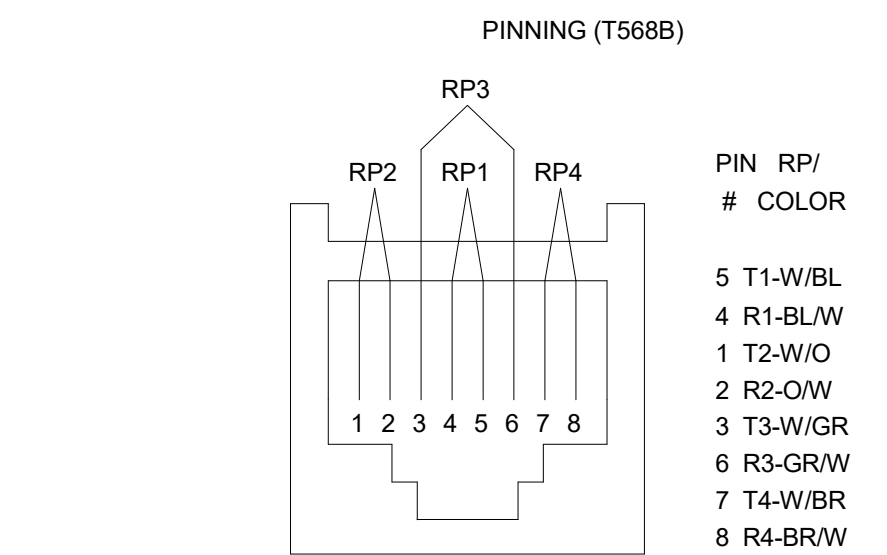 PINNING (T568B)
RP3
RP2 RP1 RP4
1 2 3 4 5 6 7 8
PIN RP/
# COLOR
5 T1-W/BL
4 R1-BL/W
1 T2-W/O
2 R2-O/W
3 T3-W/GR
6 R3-GR/W
7 T4-W/BR
8 R4-BR/W